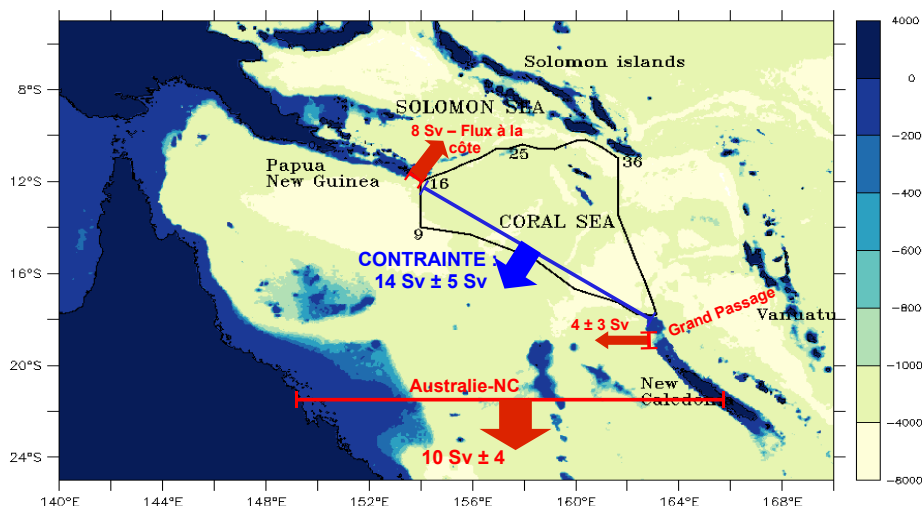 Solomon islands
SOLOMON SEA
8 Sv – Flux à la
côte
25
36
Papua
New Guinea
16
9
CORAL SEA
CONTRAINTE :
14 Sv ± 5 Sv
Grand Passage
Vanuatu
4 ± 3 Sv
Australie-NC
New
Caledon
10 Sv ± 4
8°S
12°S
16°S
20°S
24°S
140°E
144°E
148°E
152°E
156°E
160°E
164°E
168°E
4000
0
-200
-400
-600
-800
-1000
-4000
-8000